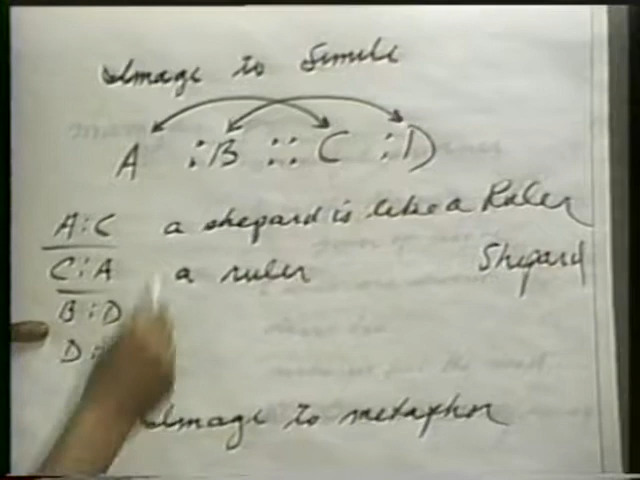 Image to Simile
A : B :: C : D
A:C a shepard is like a Ruler
C:A a ruler Shepard
B:D
D:
Image to metaphor